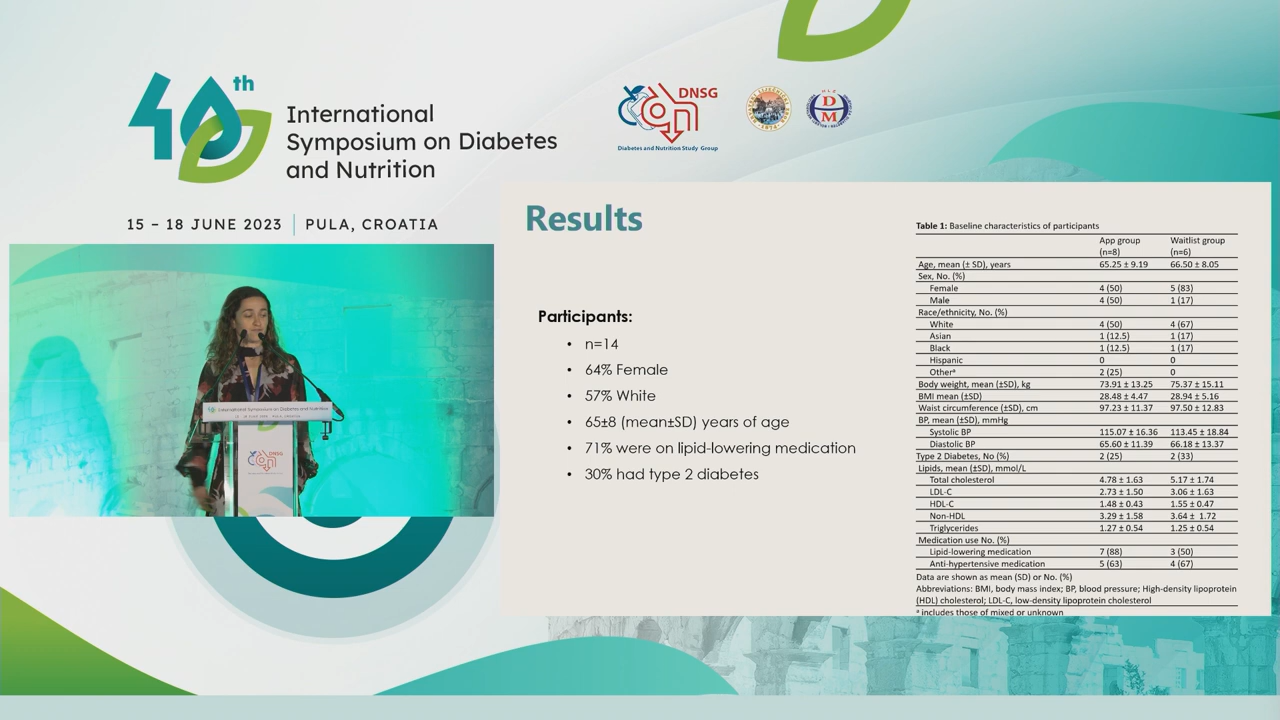 40th
International
Symposium on Diabetes
and Nutrition
15 – 18 JUNE 2023 | PULA, CROATIA
DNSG
Diabetes and Nutrition Study Group
D
M
International Symposium on Diabetes and Nutrition
DNSG
Results
Participants:
• n=14
• 64% Female
• 57% White
• 65±8 (mean±SD) years of age
• 71% were on lipid-lowering medication
• 30% had type 2 diabetes
Table 1: Baseline characteristics of participants
App group (n=8) Waitlist group (n=6)
Age, mean (± SD), years 65.25 ± 9.19 66.50 ± 8.05
Sex, No. (%)
Female 4 (50) 5 (83)
Male 4 (50) 1 (17)
Race/ethnicity, No. (%)
White 4 (50) 4 (67)
Asian 1 (12.5) 1 (17)
Black 1 (12.5) 1 (17)
Hispanic 0 0
Otherᵃ 2 (25) 0
Body weight, mean (±SD), kg 73.91 ± 13.25 75.37 ± 15.11
BMI mean (±SD) 28.48 ± 4.47 28.94 ± 5.16
Waist circumference (±SD), cm 97.23 ± 11.37 97.50 ± 12.83
BP, mean (±SD), mmHg
Systolic BP 115.07 ± 16.36 113.45 ± 18.84
Diastolic BP 65.60 ± 11.39 66.18 ± 13.37
Type 2 Diabetes, No (%) 2 (25) 2 (33)
Lipids, mean (±SD), mmol/L
Total cholesterol 4.78 ± 1.63 5.17 ± 1.74
LDL-C 2.73 ± 1.50 3.06 ± 1.63
HDL-C 1.48 ± 0.43 1.55 ± 0.47
Non-HDL 3.29 ± 1.58 3.64 ± 1.72
Triglycerides 1.27 ± 0.54 1.25 ± 0.54
Medication use No. (%)
Lipid-lowering medication 7 (88) 3 (50)
Anti-hypertensive medication 5 (63) 4 (67)
Data are shown as mean (SD) or No. (%)
Abbreviations: BMI, body mass index; BP, blood pressure; High-density lipoprotein
(HDL) cholesterol; LDL-C, low-density lipoprotein cholesterol
ᵃ includes those of mixed or unknown